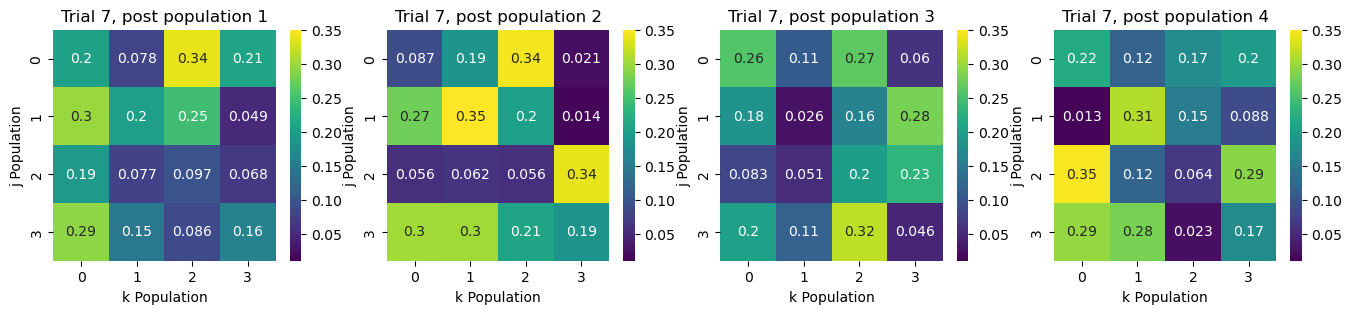 Trial 7, post population 1
0 0.2 0.078 0.34 0.21
1 0.3 0.2 0.25 0.049
2 0.19 0.077 0.097 0.068
3 0.29 0.15 0.086 0.16
0 1 2 3
k Population
j Population
0.35
0.30
0.25
0.20
0.15
0.10
0.05
Trial 7, post population 2
0 0.087 0.19 0.34 0.021
1 0.27 0.35 0.2 0.014
2 0.056 0.062 0.056 0.34
3 0.3 0.3 0.21 0.19
0 1 2 3
k Population
j Population
0.35
0.30
0.25
0.20
0.15
0.10
0.05
Trial 7, post population 3
0 0.26 0.11 0.27 0.06
1 0.18 0.026 0.16 0.28
2 0.083 0.051 0.2 0.23
3 0.2 0.11 0.32 0.046
0 1 2 3
k Population
j Population
0.35
0.30
0.25
0.20
0.15
0.10
0.05
Trial 7, post population 4
0 0.22 0.12 0.17 0.2
1 0.013 0.31 0.15 0.088
2 0.35 0.12 0.064 0.29
3 0.29 0.28 0.023 0.17
0 1 2 3
k Population
j Population
0.35
0.30
0.25
0.20
0.15
0.10
0.05